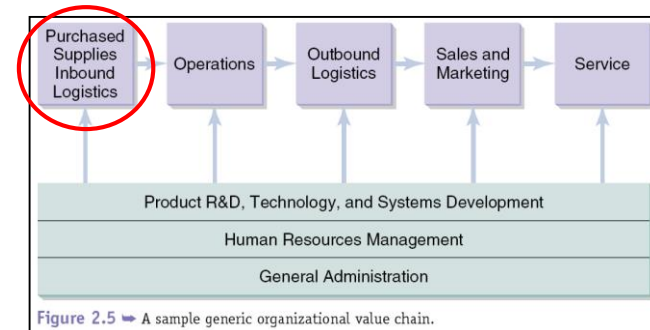 Purchased
Supplies
Inbound
Logistics
Operations
Outbound
Logistics
Sales and
Marketing
Service
Product R&D, Technology, and Systems Development
Human Resources Management
General Administration
Figure 2.5 ➥ A sample generic organizational value chain.